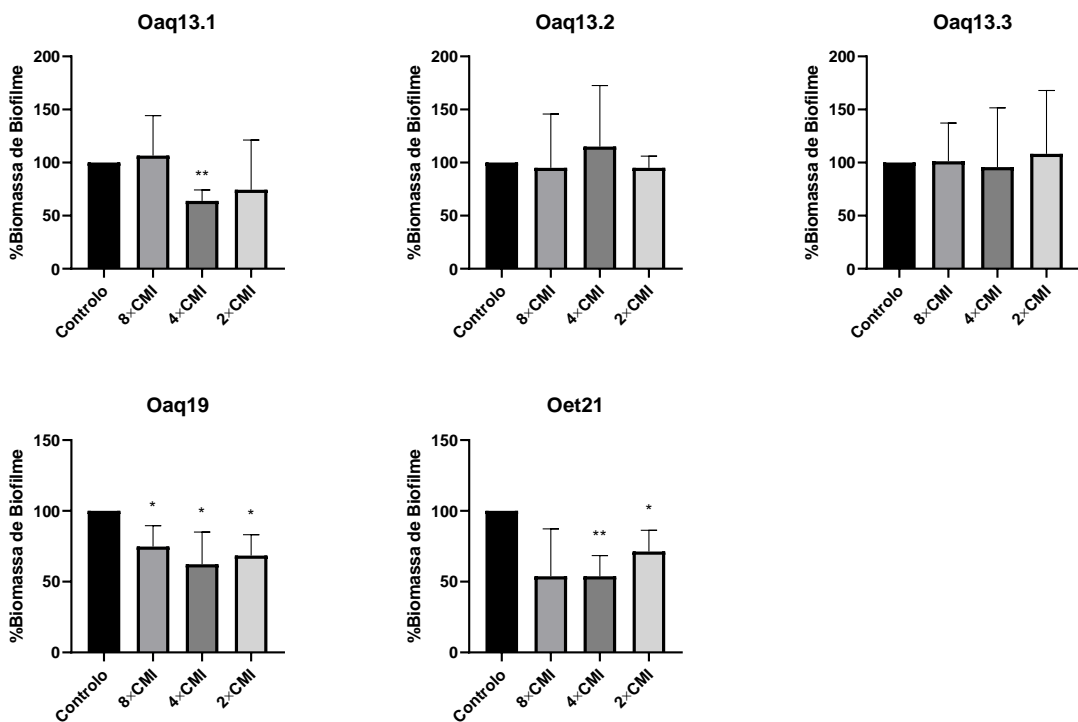 Oaq13.1
%Biomassa de Biofilme
200
150
100
50
0
**
Controlo
8×CMI
4×CMI
2×CMI
Oaq13.2
%Biomassa de Biofilme
200
150
100
50
0
Controlo
8×CMI
4×CMI
2×CMI
Oaq13.3
%Biomassa de Biofilme
200
150
100
50
0
Controlo
8×CMI
4×CMI
2×CMI
Oaq19
%Biomassa de Biofilme
150
100
50
0
*
*
*
Controlo
8×CMI
4×CMI
2×CMI
Oet21
%Biomassa de Biofilme
150
100
50
0
**
*
Controlo
8×CMI
4×CMI
2×CMI